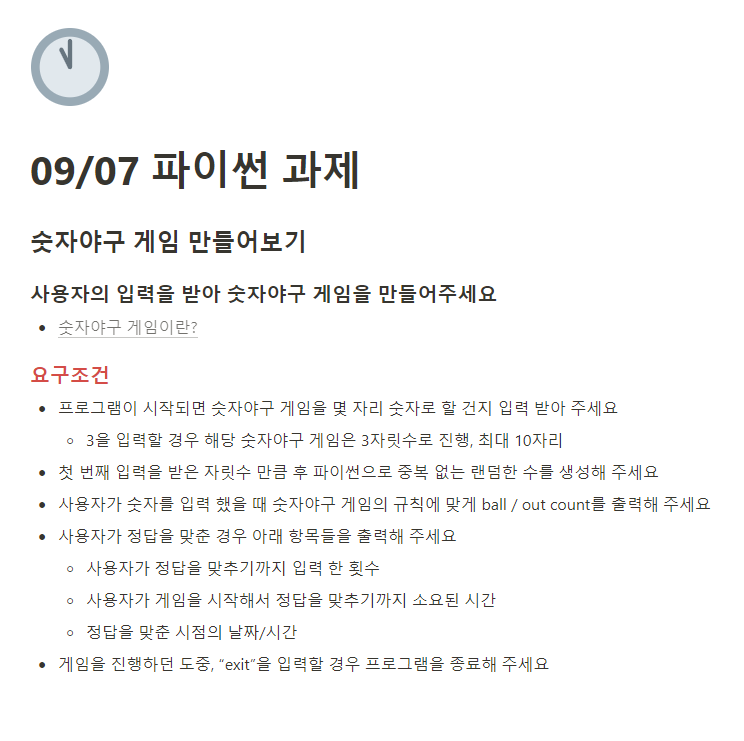 09/07 파이썬 과제
숫자야구 게임 만들어보기
사용자의 입력을 받아 숫자야구 게임을 만들어주세요
숫자야구 게임이란?
요구조건
프로그램이 시작되면 숫자야구 게임을 몇 자리 숫자로 할 건지 입력 받아 주세요
3을 입력할 경우 해당 숫자야구 게임은 3자릿수로 진행, 최대 10자리
첫 번째 입력을 받은 자릿수 만큼 후 파이썬으로 중복 없는 랜덤한 수를 생성해 주세요
사용자가 숫자를 입력 했을 때 숫자야구 게임의 규칙에 맞게 ball / out count를 출력해 주세요
사용자가 정답을 맞춘 경우 아래 항목들을 출력해 주세요
사용자가 정답을 맞추기까지 입력 한 횟수
사용자가 게임을 시작해서 정답을 맞추기까지 소요된 시간
정답을 맞춘 시점의 날짜/시간
게임을 진행하던 도중, “exit”을 입력할 경우 프로그램을 종료해 주세요